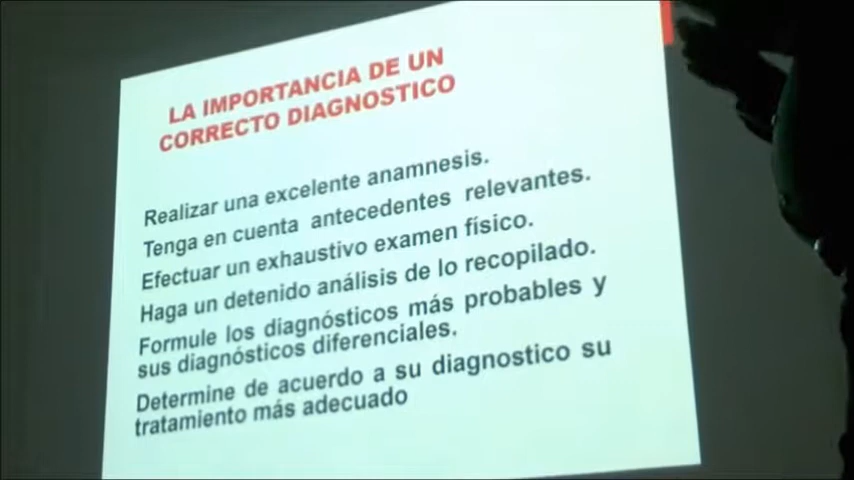 LA IMPORTANCIA DE UN
CORRECTO DIAGNOSTICO
Realizar una excelente anamnesis.
Tenga en cuenta antecedentes relevantes.
Efectuar un exhaustivo examen físico.
Haga un detenido análisis de lo recopilado.
Formule los diagnósticos más probables y
sus diagnósticos diferenciales.
Determine de acuerdo a su diagnostico su
tratamiento más adecuado